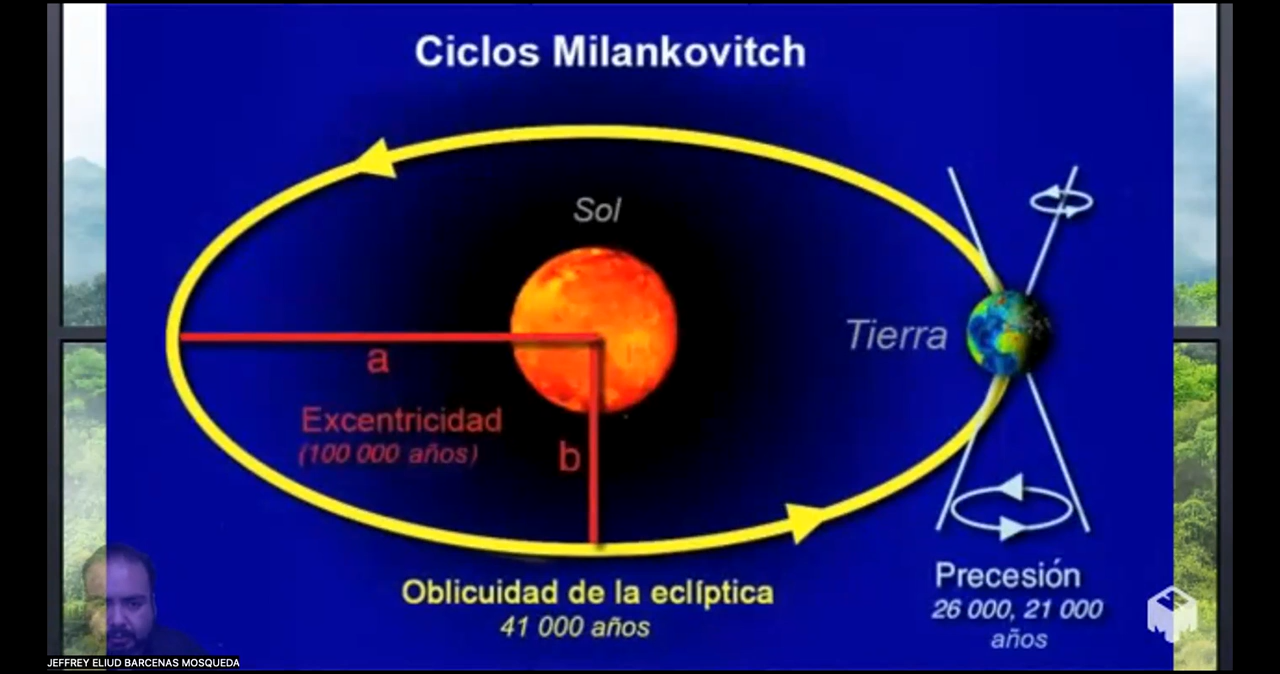 Ciclos Milankovitch
Sol
Tierra
a
Excentricidad
(100 000 años)
b
Oblicuidad de la eclíptica
41 000 años
Precesión
26 000, 21 000
años
JEFFREY ELIUD BARCENAS MOSQUEDA